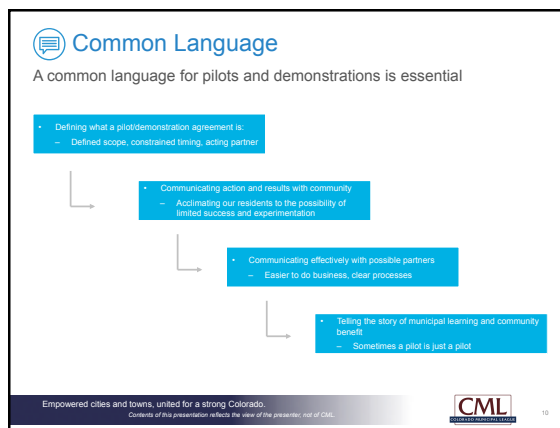 Common Language
A common language for pilots and demonstrations is essential
• Defining what a pilot/demonstration agreement is:
– Defined scope, constrained timing, acting partner
• Communicating action and results with community
– Acclimating our residents to the possibility of
limited success and experimentation
• Communicating effectively with possible partners
– Easier to do business, clear processes
• Telling the story of municipal learning and community
benefit
– Sometimes a pilot is just a pilot
Empowered cities and towns, united for a strong Colorado.
Contents of this presentation reflects the view of the presenter, not of CML.
CML
COLORADO MUNICIPAL LEAGUE
10